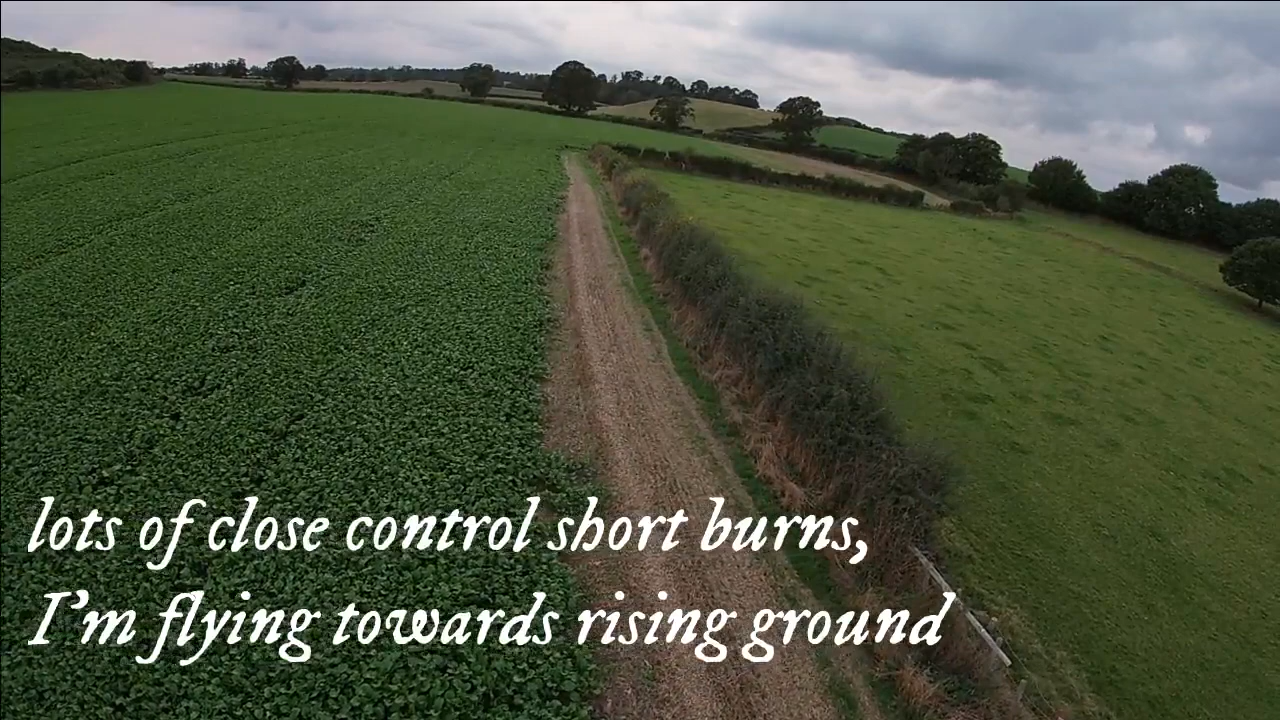 lots of close control short burns,
I'm flying towards rising ground